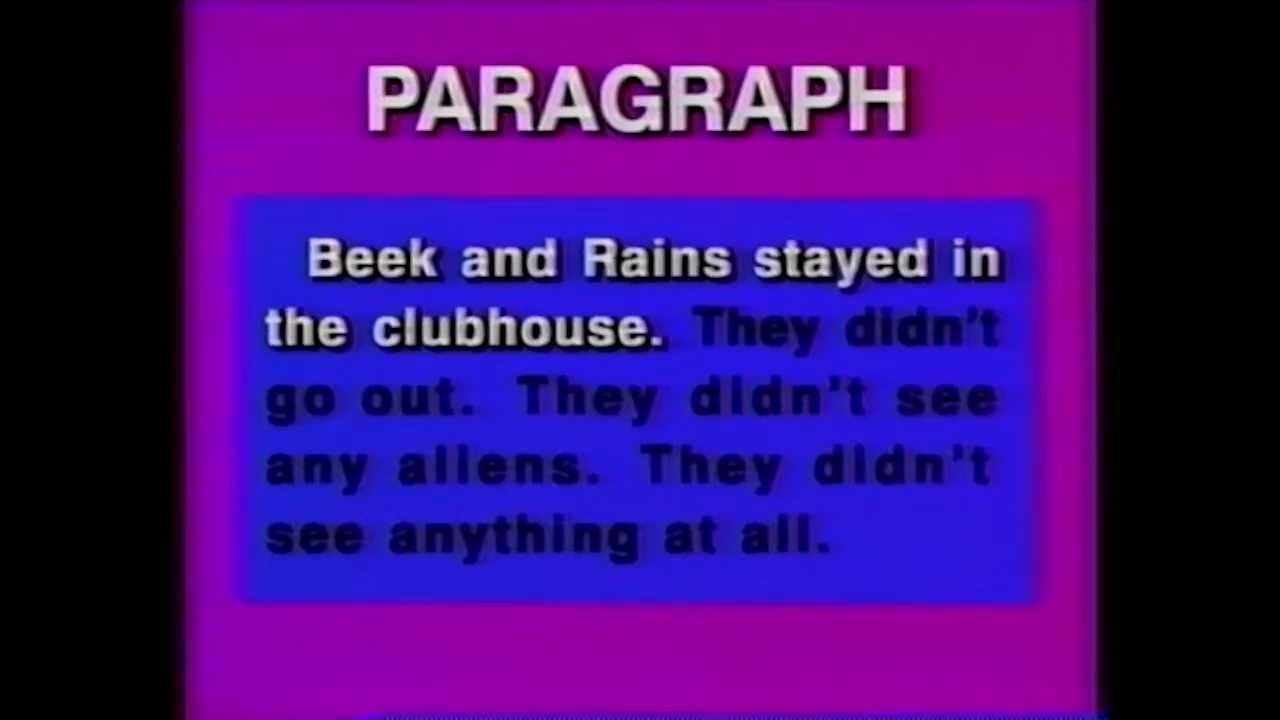 PARAGRAPH
Beek and Rains stayed in
the clubhouse. They didn't
go out. They didn't see
any aliens. They didn't
see anything at all.